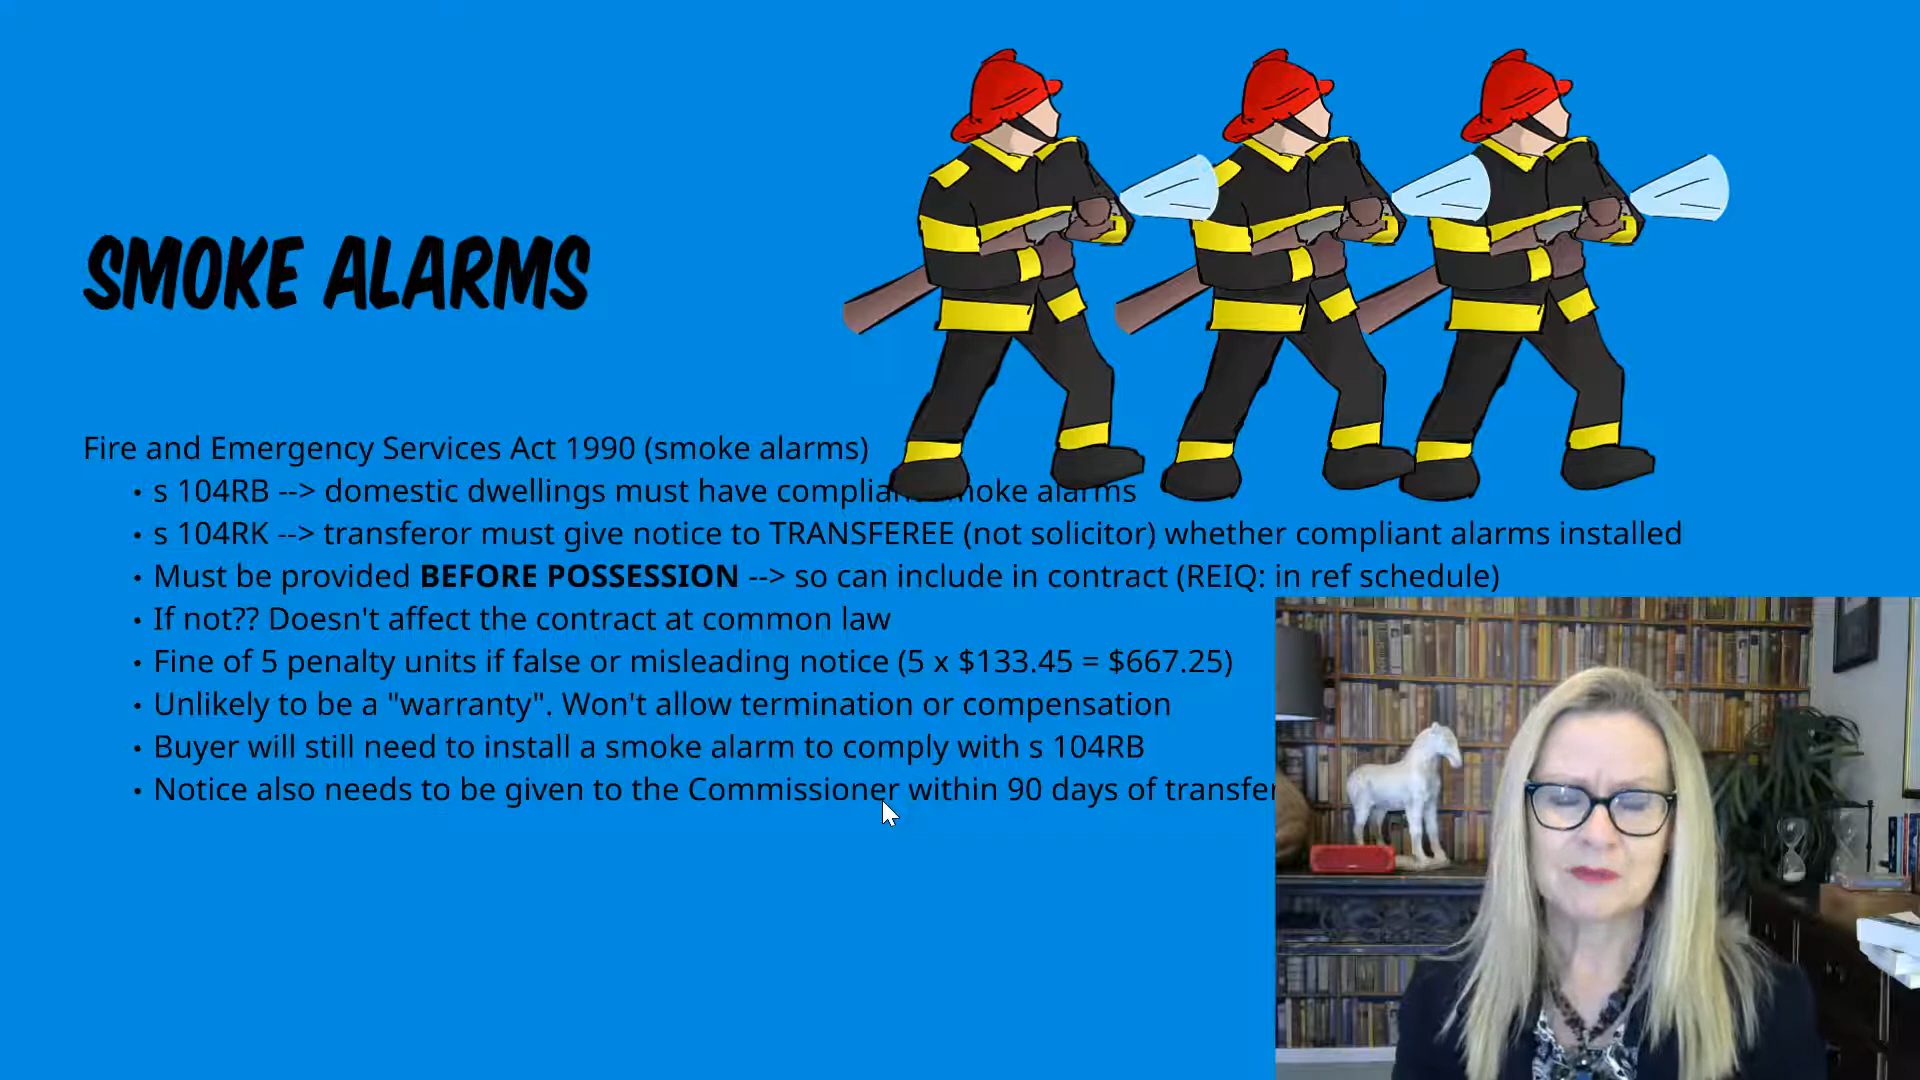 SMOKE ALARMS
Fire and Emergency Services Act 1990 (smoke alarms)
• s 104RB --> domestic dwellings must have compliant smoke alarms
• s 104RK --> transferor must give notice to TRANSFEREE (not solicitor) whether compliant alarms installed
• Must be provided BEFORE POSSESSION --> so can include in contract (REIQ: in ref schedule)
• If not?? Doesn't affect the contract at common law
• Fine of 5 penalty units if false or misleading notice (5 x $133.45 = $667.25)
• Unlikely to be a "warranty". Won't allow termination or compensation
• Buyer will still need to install a smoke alarm to comply with s 104RB
• Notice also needs to be given to the Commissioner within 90 days of transfer